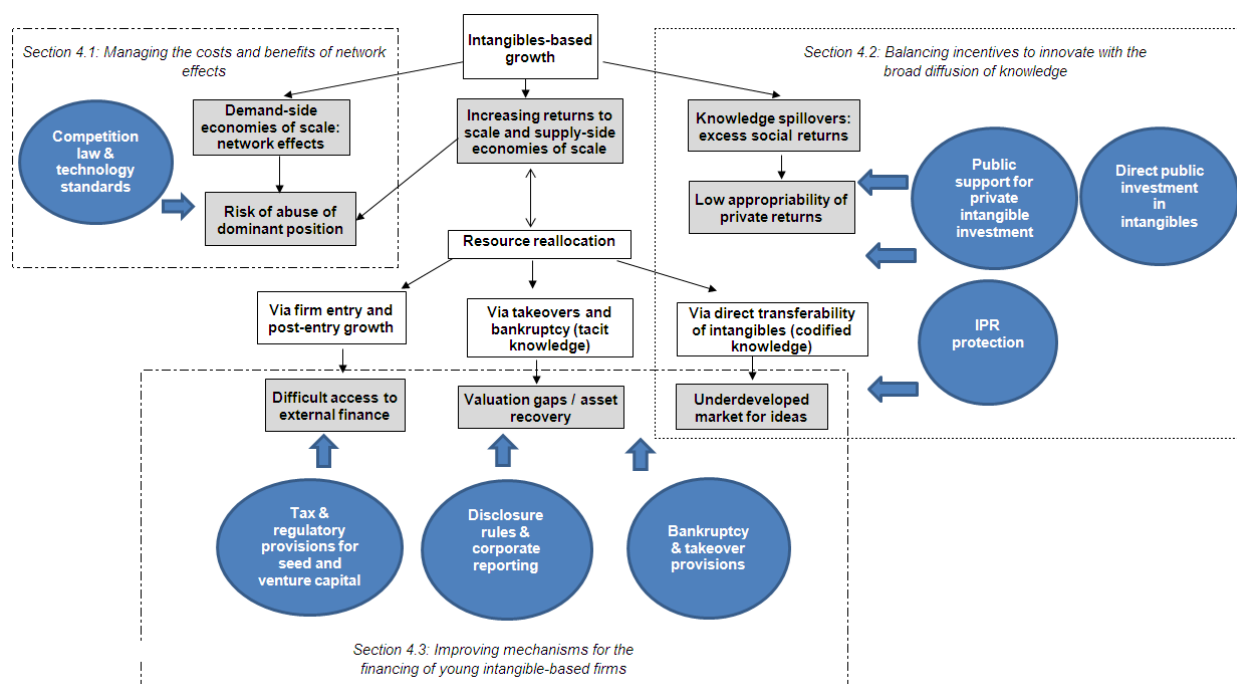 Section 4.1: Managing the costs and benefits of network
effects
Intangibles-based
growth
Section 4.2: Balancing incentives to innovate with the
broad diffusion of knowledge
Competition
law &
technology
standards
Demand-side
economies of scale:
network effects
Increasing returns to
scale and supply-side
economies of scale
Knowledge spillovers:
excess social returns
Public
support for
private
intangible
investment
Direct public
investment
in
intangibles
Risk of abuse of
dominant position
Low appropriability of
private returns
Resource reallocation
Via firm entry and
post-entry growth
Via takeovers and
bankruptcy (tacit
knowledge)
Via direct transferability
of intangibles (codified
knowledge)
IPR
protection
Difficult access to
external finance
Valuation gaps / asset
recovery
Underdeveloped
market for ideas
Tax &
regulatory
provisions for
seed and
venture capital
Disclosure
rules &
corporate
reporting
Bankruptcy
& takeover
provisions
Section 4.3: Improving mechanisms for the
financing of young intangible-based firms